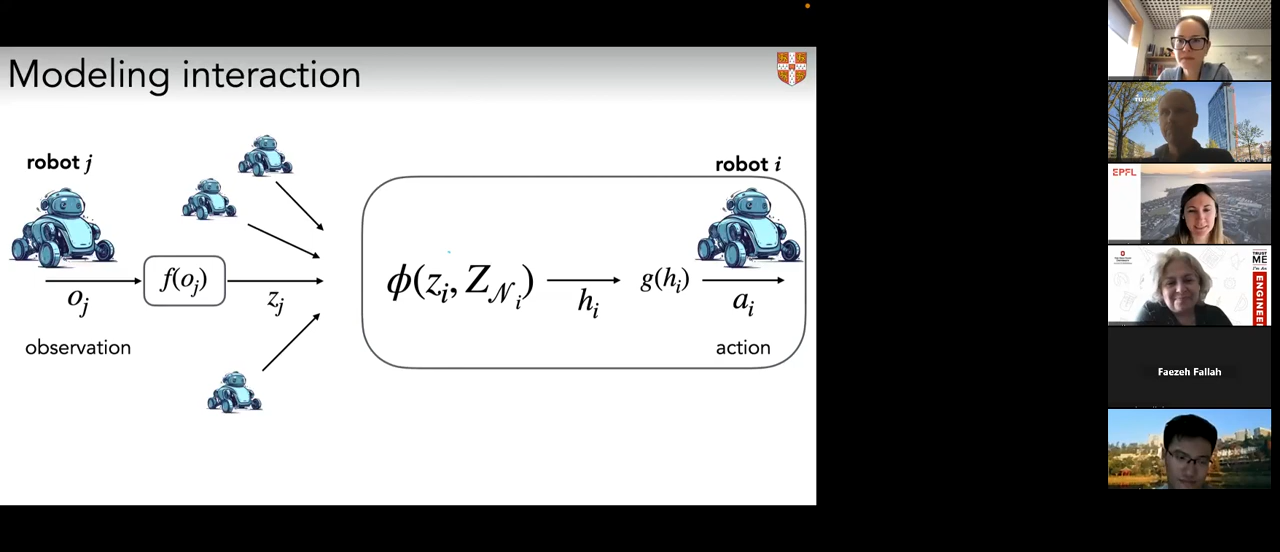 Modeling interaction
robot j
robot i
f(o_j)
o_j
z_j
ϕ(z_i, Z_𝒩_i)
h_i
g(h_i)
a_i
observation
action
EPFL
TRUST
ME
I'm An
ENGINEER
Faezeh Fallah